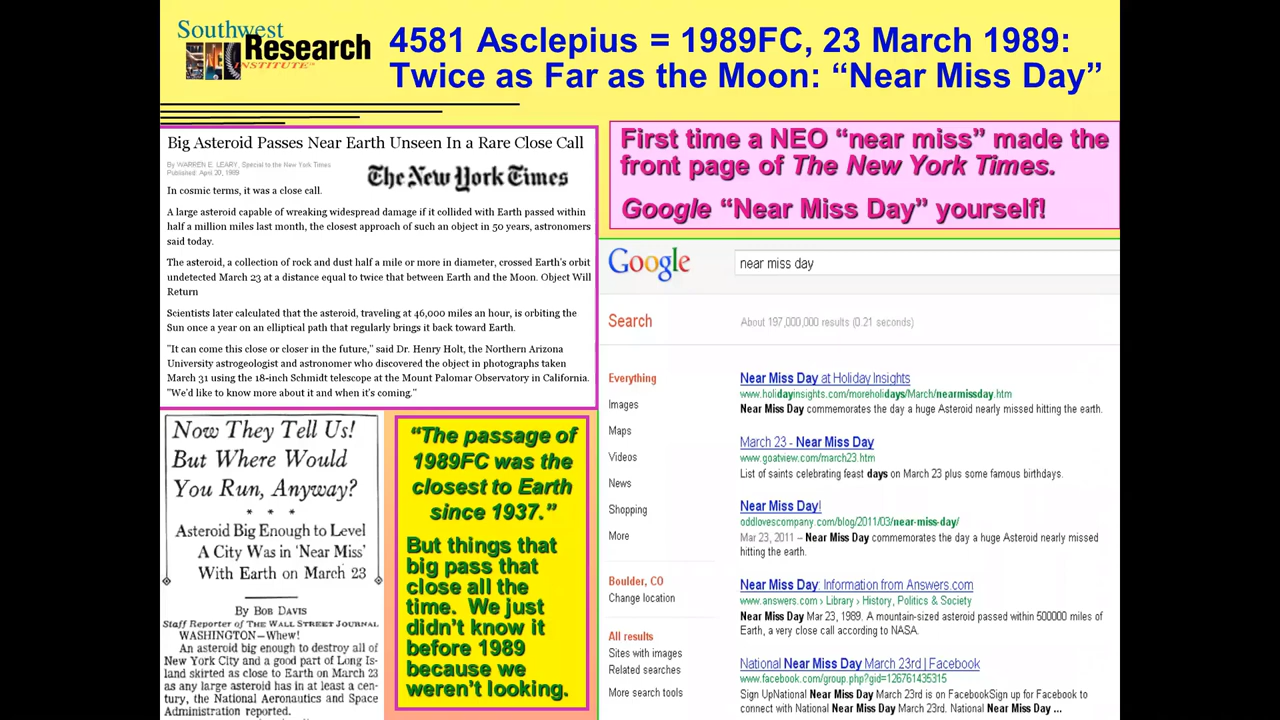 Southwest
Research
INSTITUTE™
4581 Asclepius = 1989FC, 23 March 1989:
Twice as Far as the Moon: “Near Miss Day”
Big Asteroid Passes Near Earth Unseen In a Rare Close Call
By WARREN E. LEARY, Special to the New York Times
Published: April 20, 1989
The New York Times
In cosmic terms, it was a close call.
A large asteroid capable of wreaking widespread damage if it collided with Earth passed within
half a million miles last month, the closest approach of such an object in 50 years, astronomers
said today.
The asteroid, a collection of rock and dust half a mile or more in diameter, crossed Earth's orbit
undetected March 23 at a distance equal to twice that between Earth and the Moon. Object Will
Return
Scientists later calculated that the asteroid, traveling at 46,000 miles an hour, is orbiting the
Sun once a year on an elliptical path that regularly brings it back toward Earth.
"It can come this close or closer in the future," said Dr. Henry Holt, the Northern Arizona
University astrogeologist and astronomer who discovered the object in photographs taken
March 31 using the 18-inch Schmidt telescope at the Mount Palomar Observatory in California.
"We'd like to know more about it and when it's coming."
First time a NEO “near miss” made the
front page of The New York Times.
Google “Near Miss Day” yourself!
Now They Tell Us!
But Where Would
You Run, Anyway?
* * *
Asteroid Big Enough to Level
A City Was in ‘Near Miss’
With Earth on March 23
By BOB DAVIS
Staff Reporter of THE WALL STREET JOURNAL
WASHINGTON—Whew!
An asteroid big enough to destroy all of
New York City and a good part of Long Is-
land skirted as close to Earth on March 23
as any large asteroid has in at least a cen-
tury, the National Aeronautics and Space
Administration reported.
“The passage of
1989FC was the
closest to Earth
since 1937.”
But things that
big pass that
close all the
time. We just
didn’t know it
before 1989
because we
weren’t looking.
Google
near miss day
Search
About 197,000,000 results (0.21 seconds)
Everything
Images
Maps
Videos
News
Shopping
More
Boulder, CO
Change location
All results
Sites with images
Related searches
More search tools
Near Miss Day at Holiday Insights
www.holidayinsights.com/moreholidays/March/nearmissday.htm
Near Miss Day commemorates the day a huge Asteroid nearly missed hitting the earth.
March 23 - Near Miss Day
www.goatview.com/march23.htm
List of saints celebrating feast days on March 23 plus some famous birthdays.
Near Miss Day!
oddlovescompany.com/blog/2011/03/near-miss-day/
Mar 23, 2011 – Near Miss Day commemorates the day a huge Asteroid nearly missed
hitting the earth.
Near Miss Day: Information from Answers.com
www.answers.com › Library › History, Politics & Society
Near Miss Day Mar 23, 1989. A mountain-sized asteroid passed within 500000 miles of
Earth, a very close call according to NASA.
National Near Miss Day March 23rd | Facebook
www.facebook.com/group.php?gid=126761435315
Sign UpNational Near Miss Day March 23rd is on FacebookSign up for Facebook to
connect with National Near Miss Day March 23rd. National Near Miss Day ...